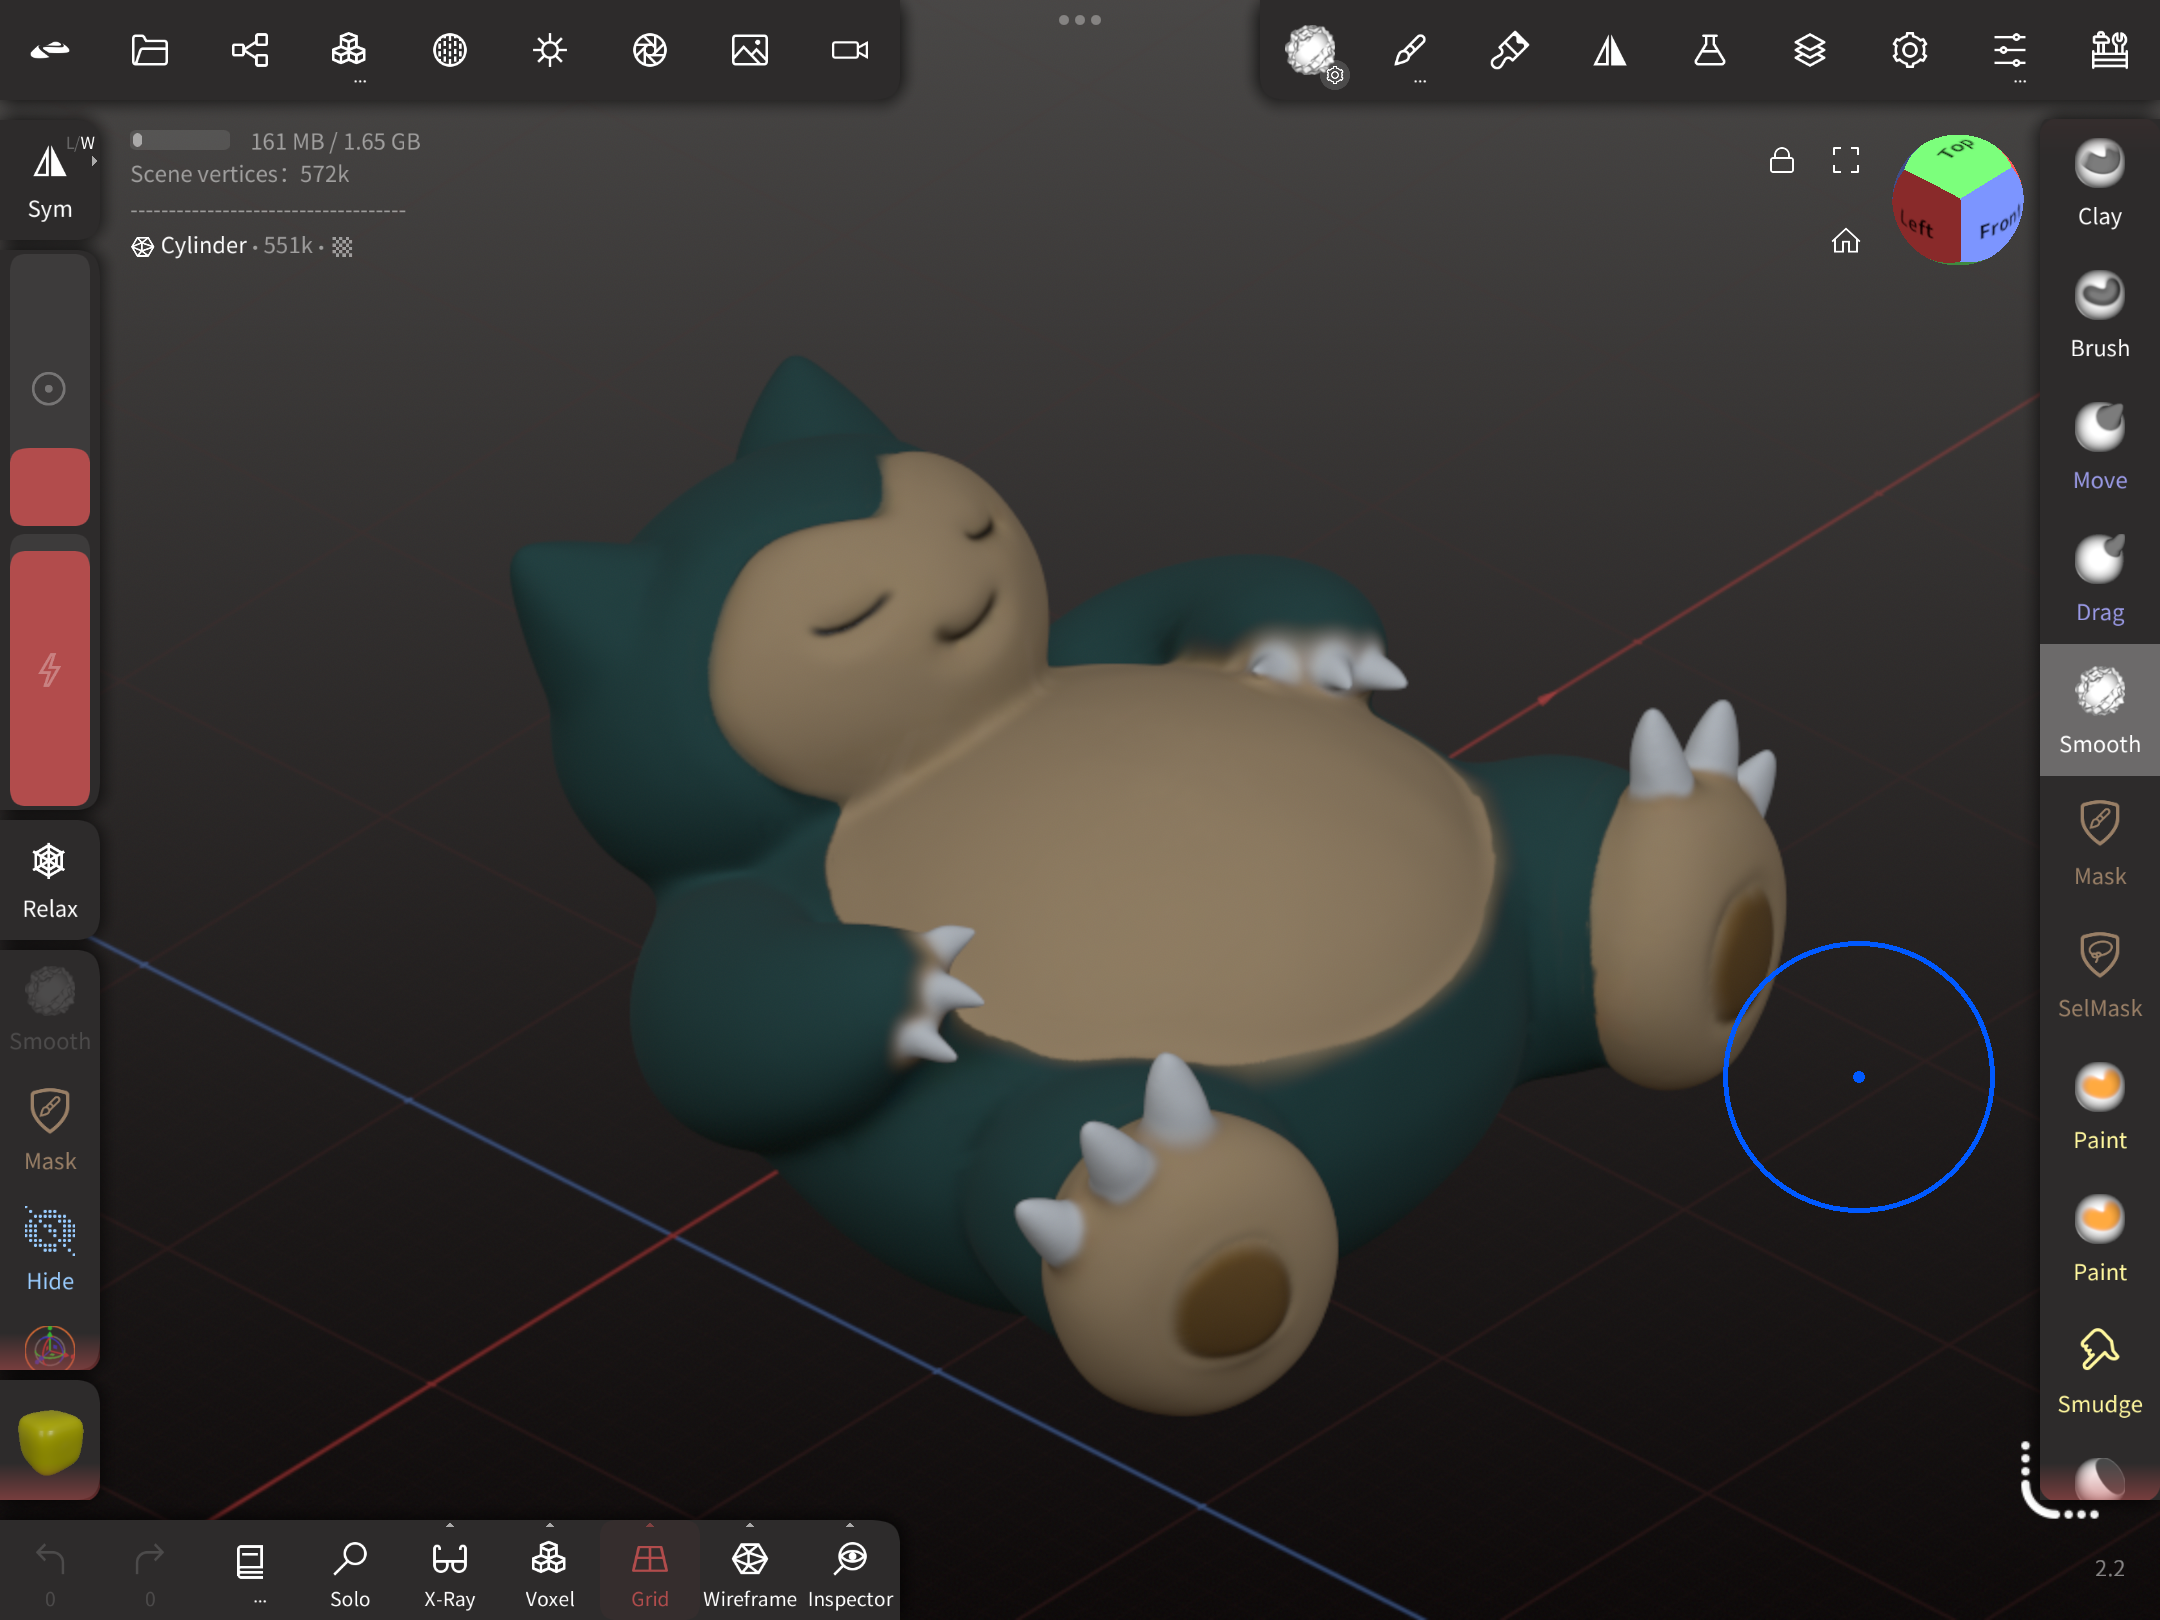 ...
...
...
L/W
Sym
161 MB / 1.65 GB
Scene vertices: 572k
------------------------------------
Cylinder • 551k •
Top
Left
Front
Clay
Brush
Move
Drag
Smooth
Mask
SelMask
Paint
Paint
Smudge
Relax
Smooth
Mask
Hide
0
0
...
Solo
X-Ray
Voxel
Grid
Wireframe
Inspector
2.2